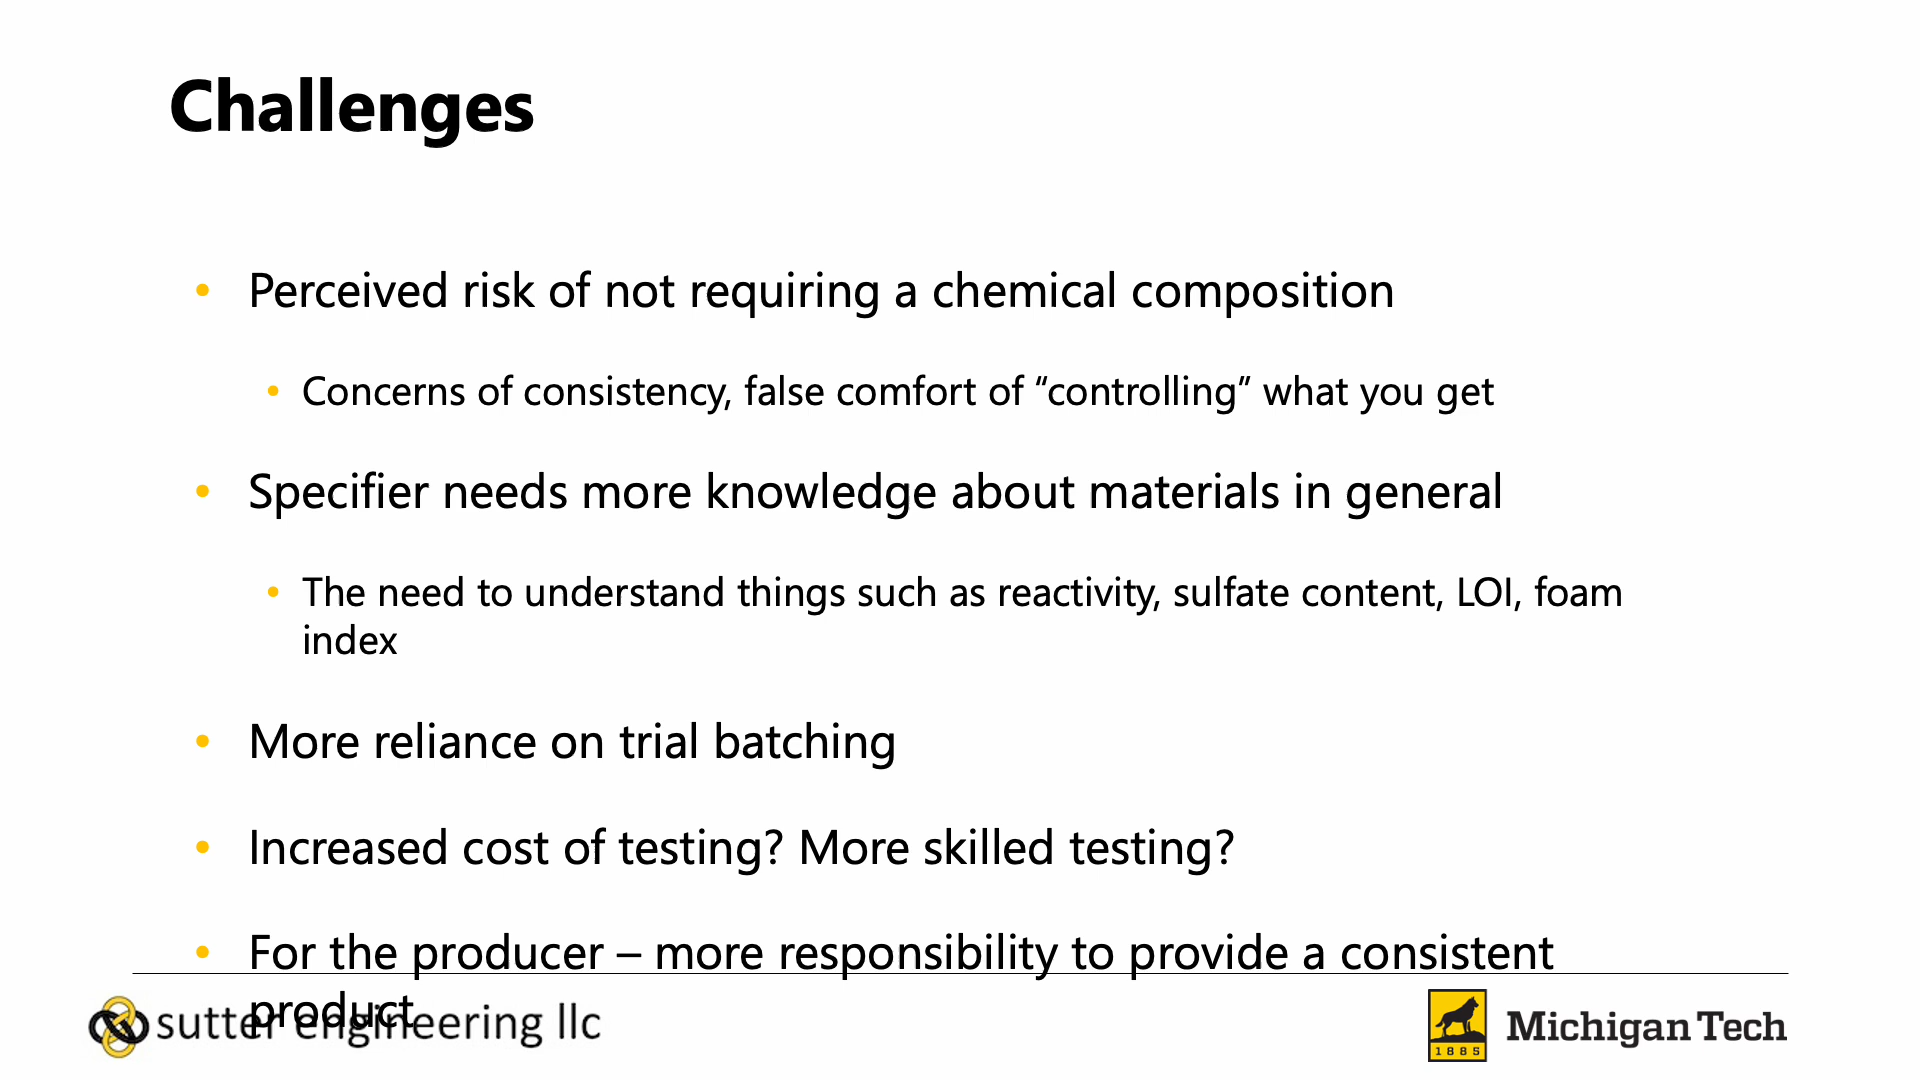 Challenges
• Perceived risk of not requiring a chemical composition
• Concerns of consistency, false comfort of “controlling” what you get
• Specifier needs more knowledge about materials in general
• The need to understand things such as reactivity, sulfate content, LOI, foam
index
• More reliance on trial batching
• Increased cost of testing? More skilled testing?
• For the producer – more responsibility to provide a consistent
product
sutter engineering llc
1885
Michigan Tech